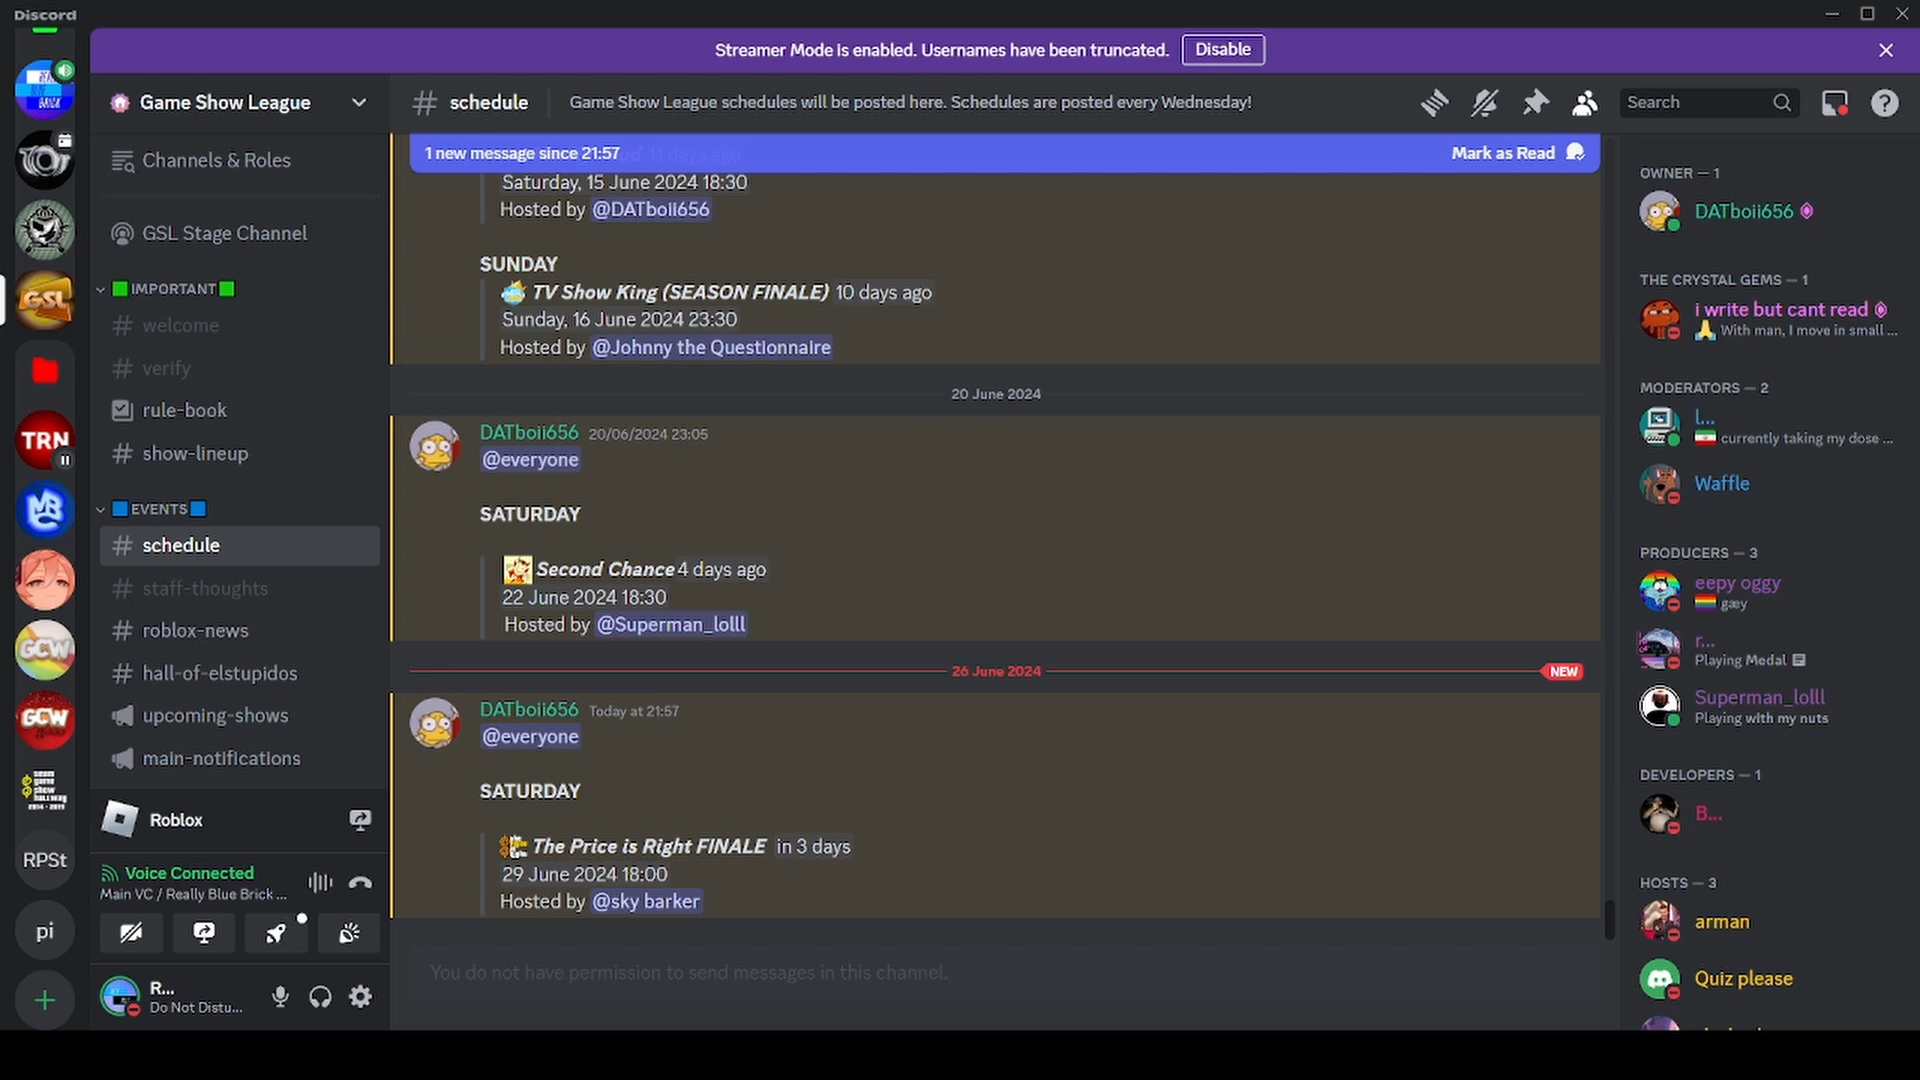 Discord
Streamer Mode is enabled. Usernames have been truncated.
Disable
Game Show League
schedule
Game Show League schedules will be posted here. Schedules are posted every Wednesday!
Search
Channels & Roles
GSL Stage Channel
IMPORTANT
welcome
verify
rule-book
show-lineup
EVENTS
schedule
staff-thoughts
roblox-news
hall-of-elstupidos
upcoming-shows
main-notifications
Roblox
Voice Connected
Main VC / Really Blue Brick ...
R...
Do Not Distu...
GSL
TRN
MB
GCW
GCW
RPSt
pi
1 new message since 21:57
11 days ago
Mark as Read
Saturday, 15 June 2024 18:30
Hosted by @DATboii656
SUNDAY
TV Show King (SEASON FINALE) 10 days ago
Sunday, 16 June 2024 23:30
Hosted by @Johnny the Questionnaire
20 June 2024
DATboii656 20/06/2024 23:05
@everyone
SATURDAY
Second Chance 4 days ago
22 June 2024 18:30
Hosted by @Superman_lolll
26 June 2024
NEW
DATboii656 Today at 21:57
@everyone
SATURDAY
The Price is Right FINALE in 3 days
29 June 2024 18:00
Hosted by @sky barker
You do not have permission to send messages in this channel.
OWNER — 1
DATboii656
THE CRYSTAL GEMS — 1
i write but cant read
With man, I move in small ...
MODERATORS — 2
l...
currently taking my dose ...
Waffle
PRODUCERS — 3
eepy oggy
gæy
r...
Playing Medal
Superman_lolll
Playing with my nuts
DEVELOPERS — 1
B...
HOSTS — 3
arman
Quiz please